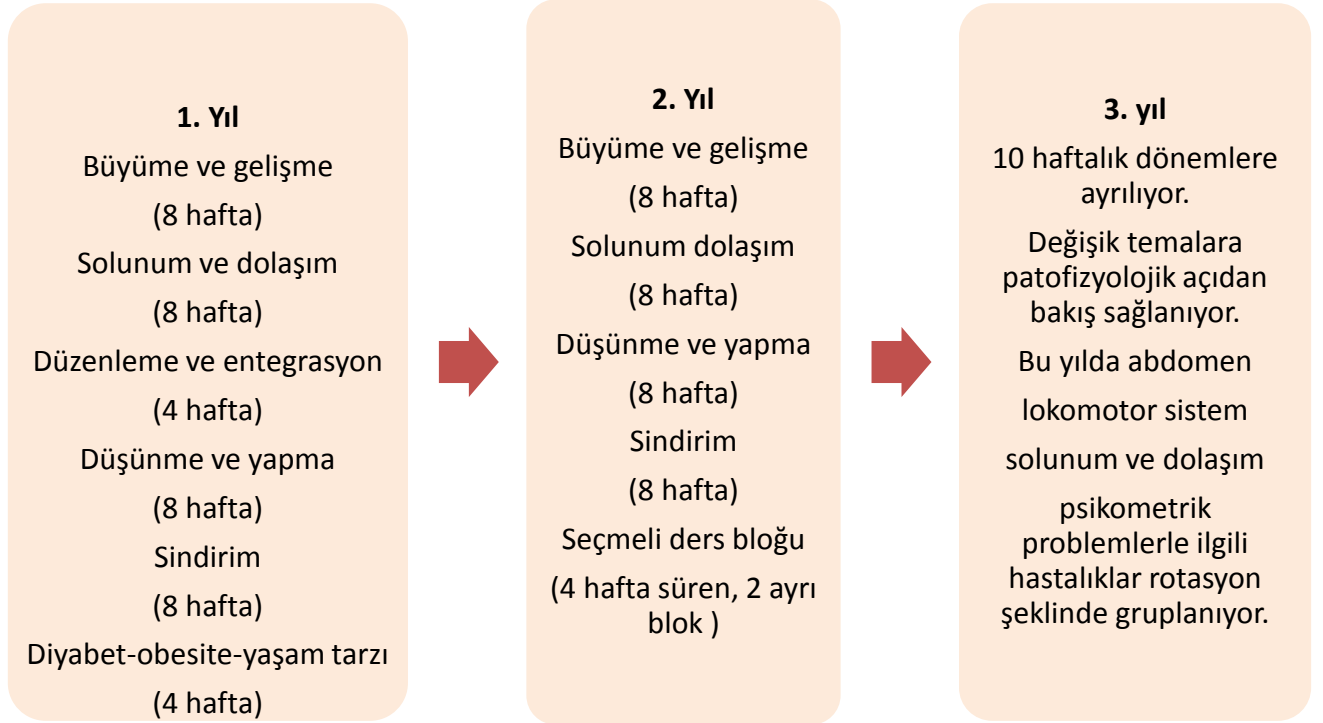 1. Yıl
Büyüme ve gelişme
(8 hafta)
Solunum ve dolaşım
(8 hafta)
Düzenleme ve entegrasyon
(4 hafta)
Düşünme ve yapma
(8 hafta)
Sindirim
(8 hafta)
Diyabet-obesite-yaşam tarzı
(4 hafta)
2. Yıl
Büyüme ve gelişme
(8 hafta)
Solunum dolaşım
(8 hafta)
Düşünme ve yapma
(8 hafta)
Sindirim
(8 hafta)
Seçmeli ders bloğu
(4 hafta süren, 2 ayrı
blok )
3. yıl
10 haftalık dönemlere
ayrılıyor.
Değişik temalara
patofizyolojik açıdan
bakış sağlanıyor.
Bu yılda abdomen
lokomotor sistem
solunum ve dolaşım
psikometrik
problemlerle ilgili
hastalıklar rotasyon
şeklinde gruplanıyor.